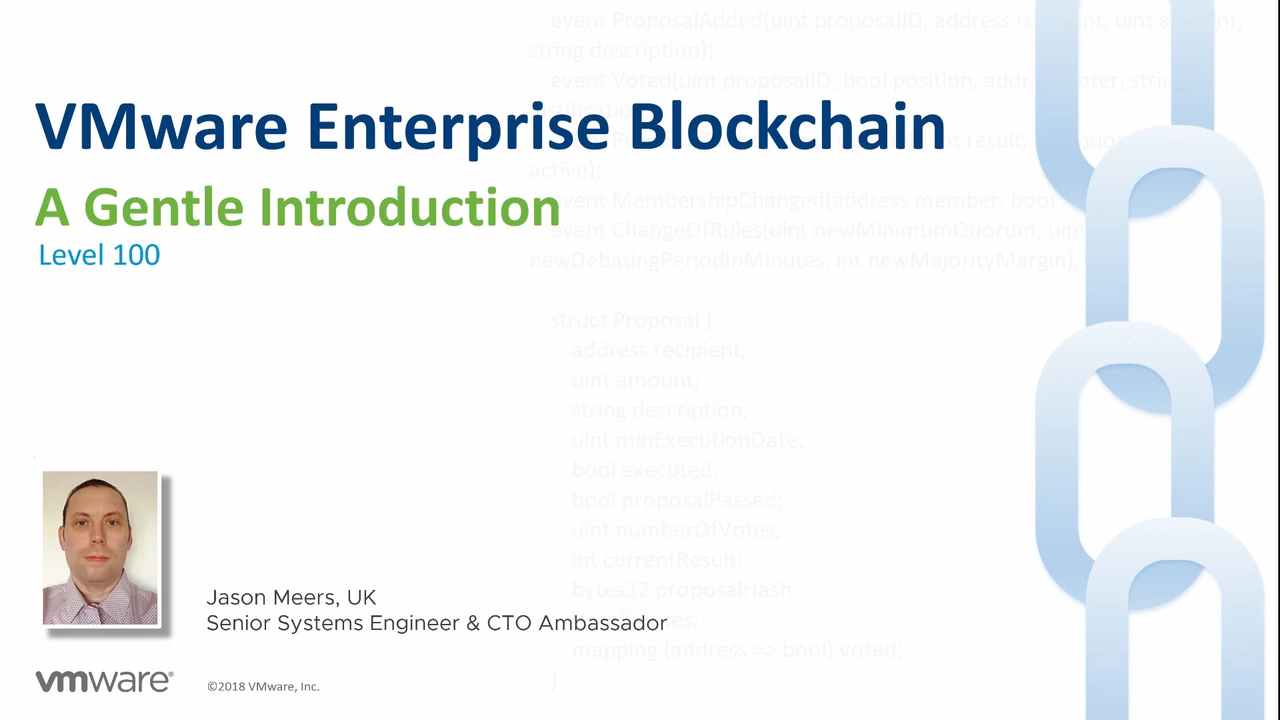 event ProposalAdded(uint proposalID, address
string description);
event Voted(uint proposalID, bool position,
VMware Enterprise Blockchain
active);
A Gentle Introduction
event MembershipChanged(address member, bool
event ChangeOfRules(uint newMinimumQuorum, uint
Level 100
newDebatingPeriodInMinutes, int newMajorityMargin);
struct Proposal {
address recipient;
uint amount;
string description;
uint minExecutionDate;
bool executed;
bool proposalPassed;
uint numberOfVotes;
int currentResult;
bytes32 proposalHash;
mapping (address => bool) voted;
}
Jason Meers, UK
Senior Systems Engineer & CTO Ambassador
vmware®
©2018 VMware, Inc.